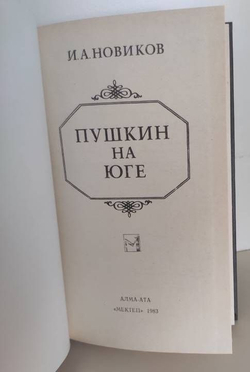 И.А.НОВИКОВ
ПУШКИН
НА
ЮГЕ
АЛМА-АТА
«МЕКТЕП» 1983